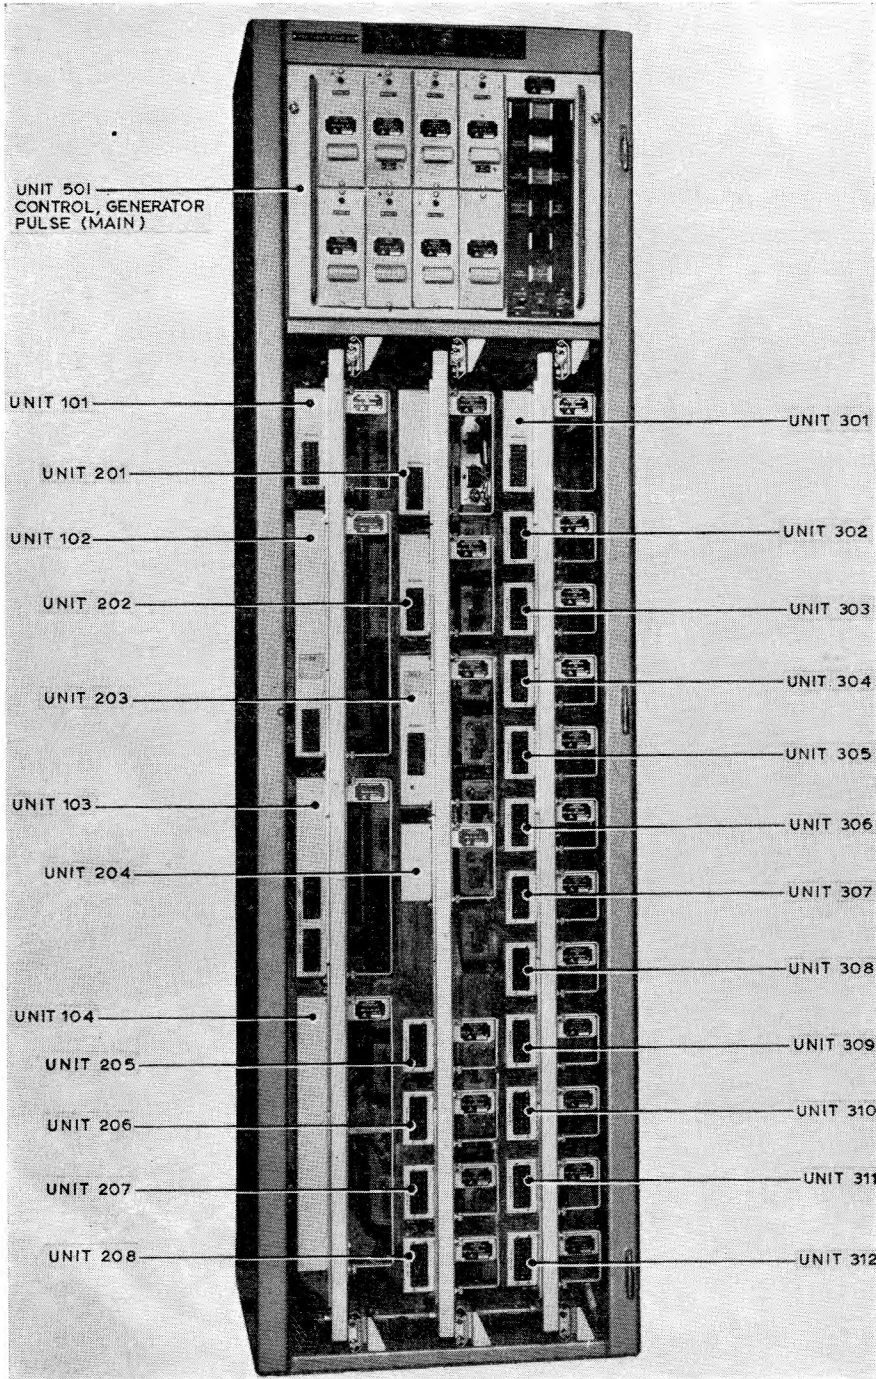 UNIT 501
CONTROL, GENERATOR
PULSE (MAIN)
UNIT 101
UNIT 201
UNIT 102
UNIT 202
UNIT 203
UNIT 103
UNIT 204
UNIT 104
UNIT 205
UNIT 206
UNIT 207
UNIT 208
UNIT 301
UNIT 302
UNIT 303
UNIT 304
UNIT 305
UNIT 306
UNIT 307
UNIT 308
UNIT 309
UNIT 310
UNIT 311
UNIT 312